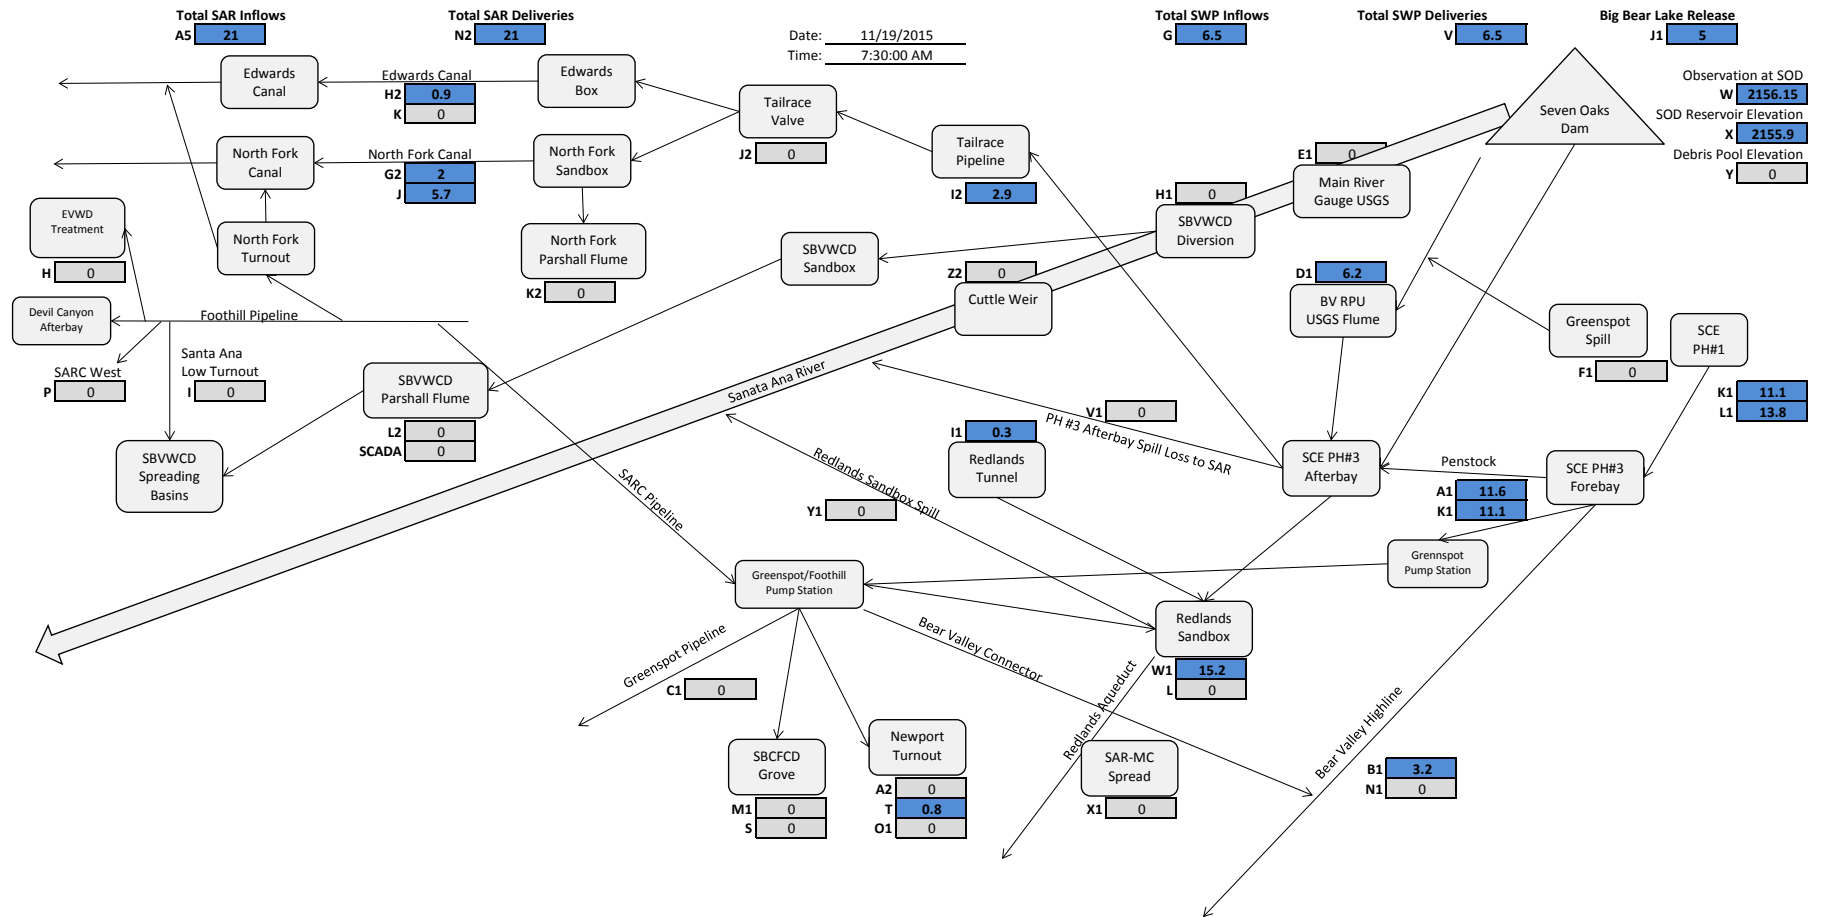 Total SAR Inflows
A5 21
Total SAR Deliveries
N2 21
Date: 11/19/2015
Time: 7:30:00 AM
Total SWP Inflows
G 6.5
Total SWP Deliveries
V 6.5
Big Bear Lake Release
J1 5
Edwards
Canal
Edwards Canal
H2 0.9
K 0
Edwards
Box
Tailrace
Valve
J2 0
Tailrace
Pipeline
I2 2.9
Seven Oaks
Dam
Observation at SOD
W 2156.15
SOD Reservoir Elevation
X 2155.9
Debris Pool Elevation
Y 0
North Fork
Canal
North Fork Canal
G2 2
J 5.7
North Fork
Sandbox
E1 0
Main River
Gauge USGS
H1 0
SBVWCD
Diversion
EVWD
Treatment
H 0
North Fork
Turnout
North Fork
Parshall Flume
K2 0
SBVWCD
Sandbox
Z2 0
Cuttle Weir
D1 6.2
BV RPU
USGS Flume
Greenspot
Spill
F1 0
SCE
PH#1
K1 11.1
L1 13.8
Devil Canyon
Afterbay
Foothill Pipeline
SARC West
P 0
Santa Ana
Low Turnout
I 0
SBVWCD
Parshall Flume
L2 0
SCADA 0
Sanata Ana River
V1 0
PH #3 Afterbay Spill Loss to SAR
SBVWCD
Spreading
Basins
SARC Pipeline
Redlands Sandbox Spill
Y1 0
I1 0.3
Redlands
Tunnel
SCE PH#3
Afterbay
Penstock
A1 11.6
K1 11.1
SCE PH#3
Forebay
Grennspot
Pump Station
Greenspot/Foothill
Pump Station
Redlands
Sandbox
W1 15.2
L 0
Greenspot Pipeline
C1 0
Bear Valley Connector
Redlands Aqueduct
Bear Valley Highline
SBCFCD
Grove
M1 0
S 0
Newport
Turnout
A2 0
T 0.8
O1 0
SAR-MC
Spread
X1 0
B1 3.2
N1 0